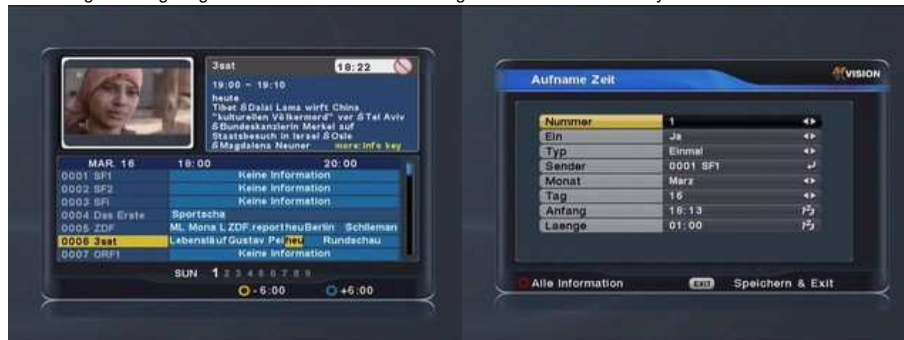 3sat 18:22
19:00 - 19:10
heute
Tibet & Dalai Lama wirft China
"kulturellen Völkermord" vor & Tel Aviv
& Bundeskanzlerin Merkel auf
Staatsbesuch in Israel & Oslo
& Magdalena Neuner more:Info key
MAR. 16 18:00 20:00
0001 SF1 Keine Information
0002 SF2 Keine Information
0003 SFi Keine Information
0004 Das Erste Sportscha
0005 ZDF ML Mona L ZDF.report heu Berlin Schlieman
0006 3sat Lebensläuf Gustav Pei heu Rundschau
0007 ORF1 Keine Information
SUN 1 2 3 4 5 6 7 8 9
- 6:00 +6:00
Aufname Zeit
VISION
Nummer 1
Ein Ja
Typ Einmal
Sender 0001 SF1
Monat Marz
Tag 16
Anfang 18:13
Laenge 01:00
Alle Information EXIT Speichern & Exit